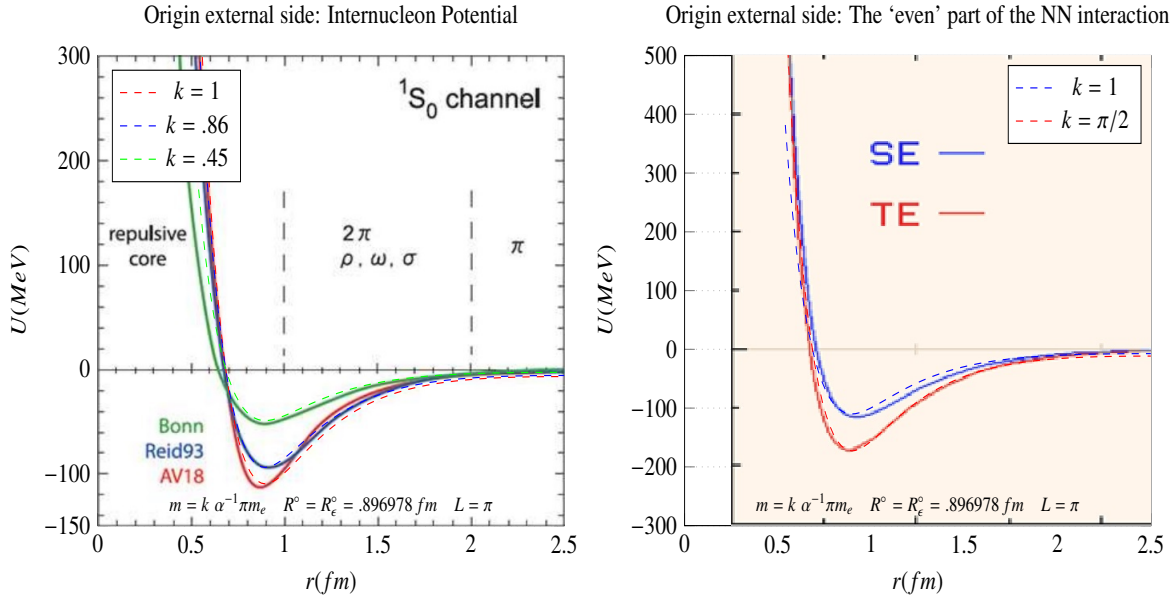 Origin external side: Internucleon Potential
300
200
100
0
−50
−100
−150
U(MeV)
k = 1
k = .86
k = .45
¹S₀ channel
repulsive
core
2π
ρ , ω, σ
π
Bonn
Reid93
AV18
m = k α⁻¹πmₑ R° = R°_ϵ = .896978 fm L = π
0 0.5 1 1.5 2 2.5
r(fm)
Origin external side: The ‘even’ part of the NN interaction
500
400
300
200
100
0
−100
−200
−300
U(MeV)
k = 1
k = π/2
SE
TE
m = k α⁻¹πmₑ R° = R°_ϵ = .896978 fm L = π
0 0.5 1 1.5 2 2.5
r(fm)